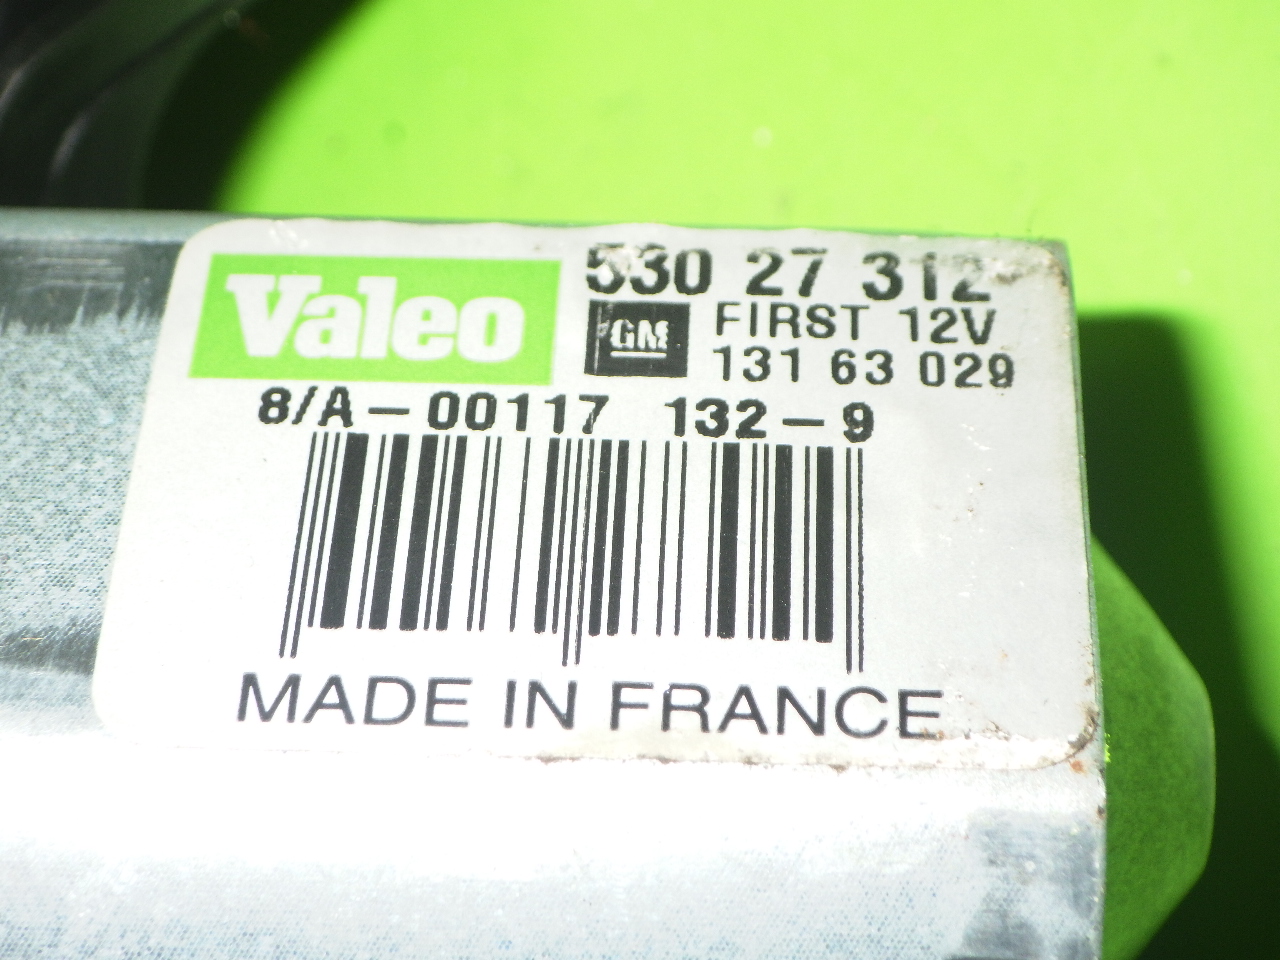 Valeo
530 27 312
GM
FIRST 12V
131 63 029
8/A-00117 132-9
MADE IN FRANCE